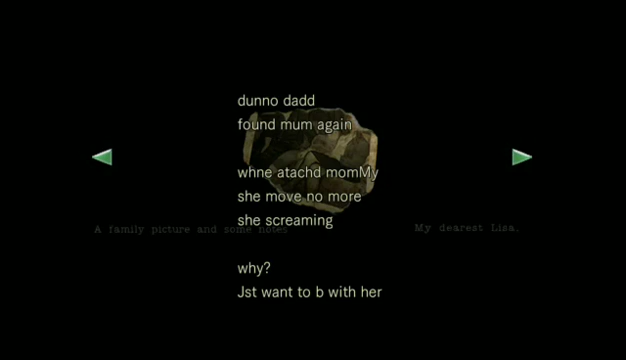 dunno dadd
found mum again
whne atachd momMy
she move no more
she screaming
A family picture and some notes
My dearest Lisa.
why?
Jst want to b with her